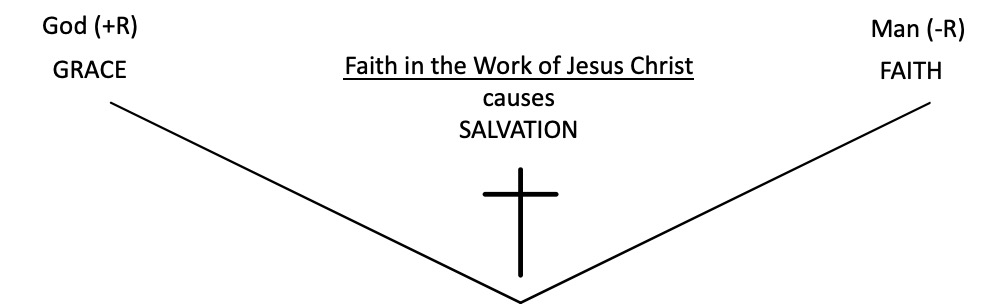 God (+R)
GRACE
Faith in the Work of Jesus Christ
causes
SALVATION
Man (-R)
FAITH